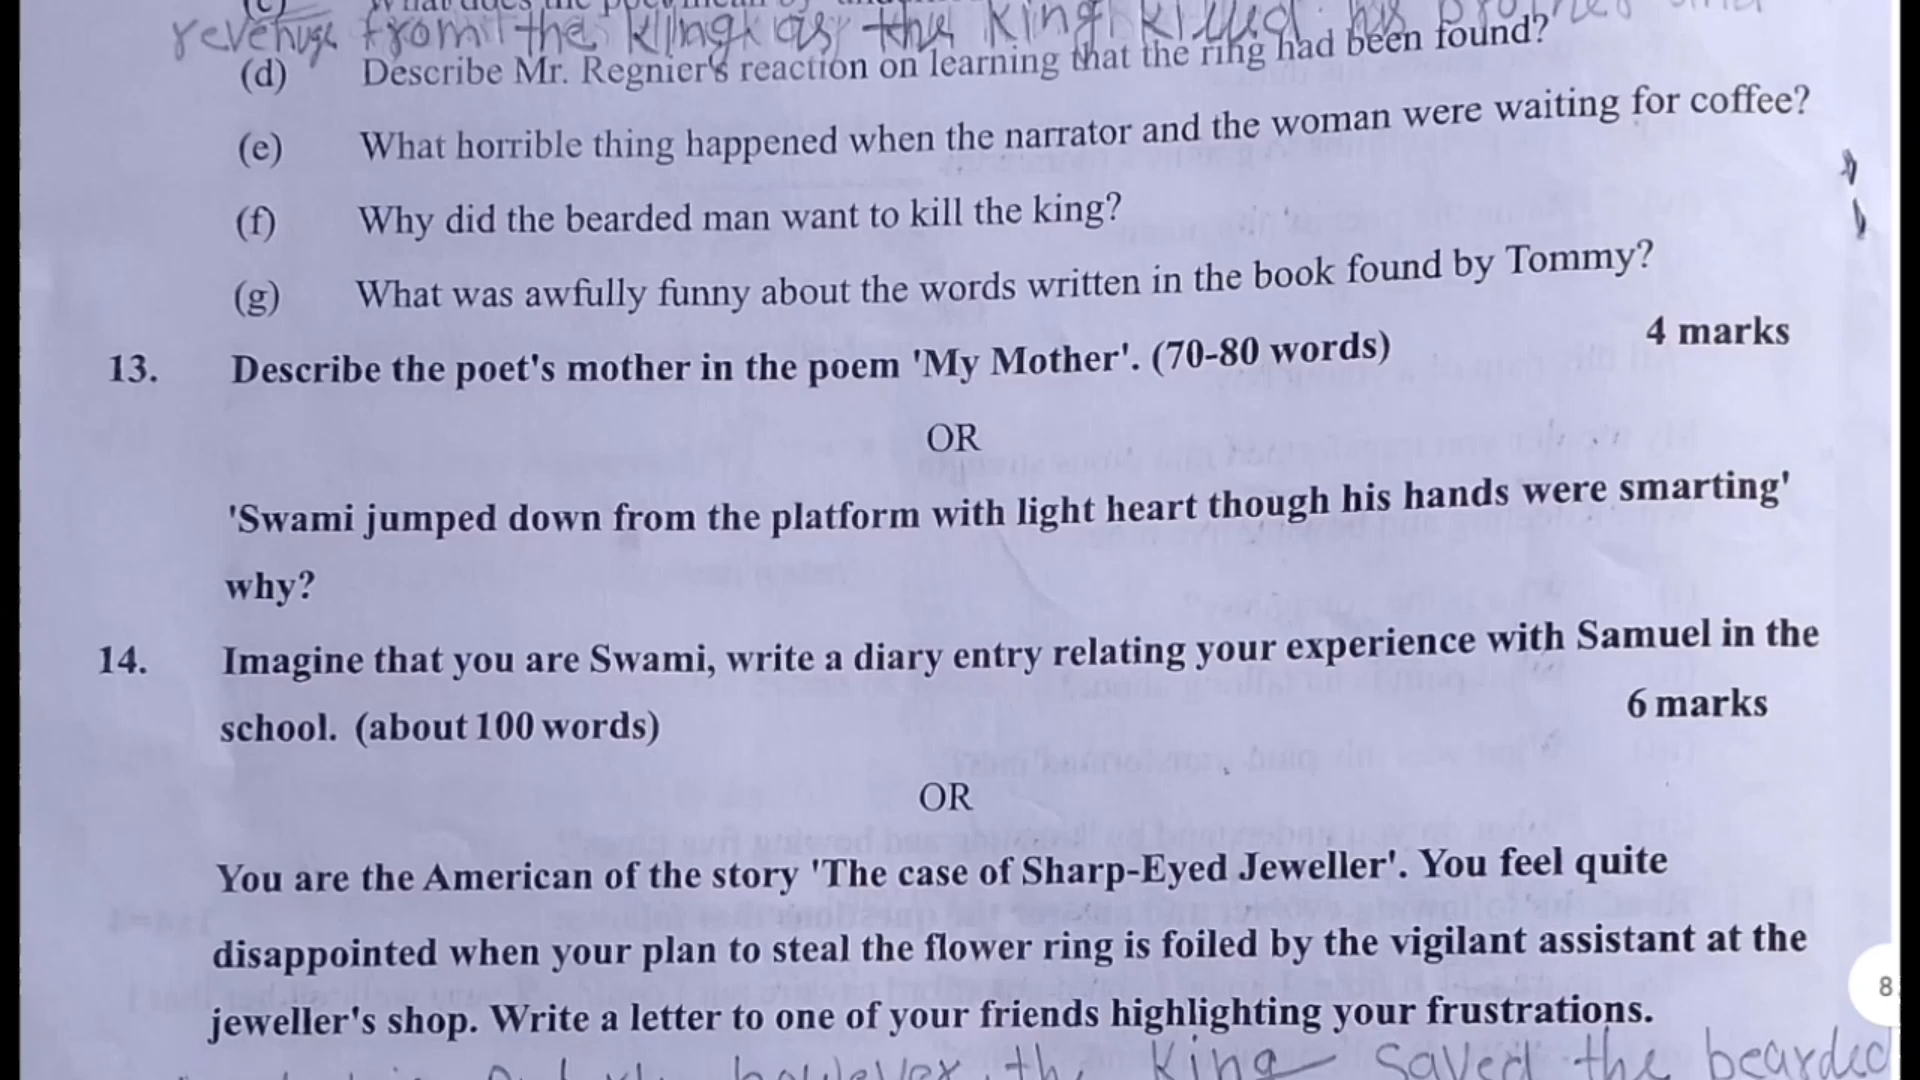 (c) What does the poet mean by
revenge from the king as the king killed his brother and
(d) Describe Mr. Regnier's reaction on learning that the ring had been found?
(e) What horrible thing happened when the narrator and the woman were waiting for coffee?
(f) Why did the bearded man want to kill the king?
(g) What was awfully funny about the words written in the book found by Tommy?
4 marks
13. Describe the poet's mother in the poem 'My Mother'. (70-80 words)
OR
'Swami jumped down from the platform with light heart though his hands were smarting'
why?
14. Imagine that you are Swami, write a diary entry relating your experience with Samuel in the
school. (about 100 words) 6 marks
OR
You are the American of the story 'The case of Sharp-Eyed Jeweller'. You feel quite
disappointed when your plan to steal the flower ring is foiled by the vigilant assistant at the
jeweller's shop. Write a letter to one of your friends highlighting your frustrations.
8
however the King saved the bearded